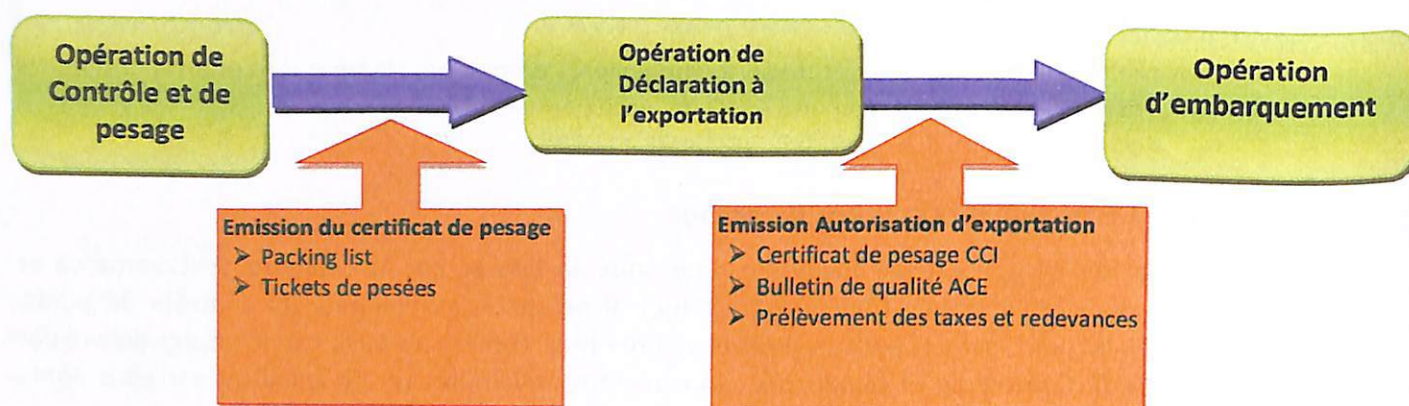 Opération de
Contrôle et de
pesage
Opération de
Déclaration à
l'exportation
Opération
d'embarquement
Emission du certificat de pesage
➢ Packing list
➢ Tickets de pesées
Emission Autorisation d'exportation
➢ Certificat de pesage CCI
➢ Bulletin de qualité ACE
➢ Prélèvement des taxes et redevances